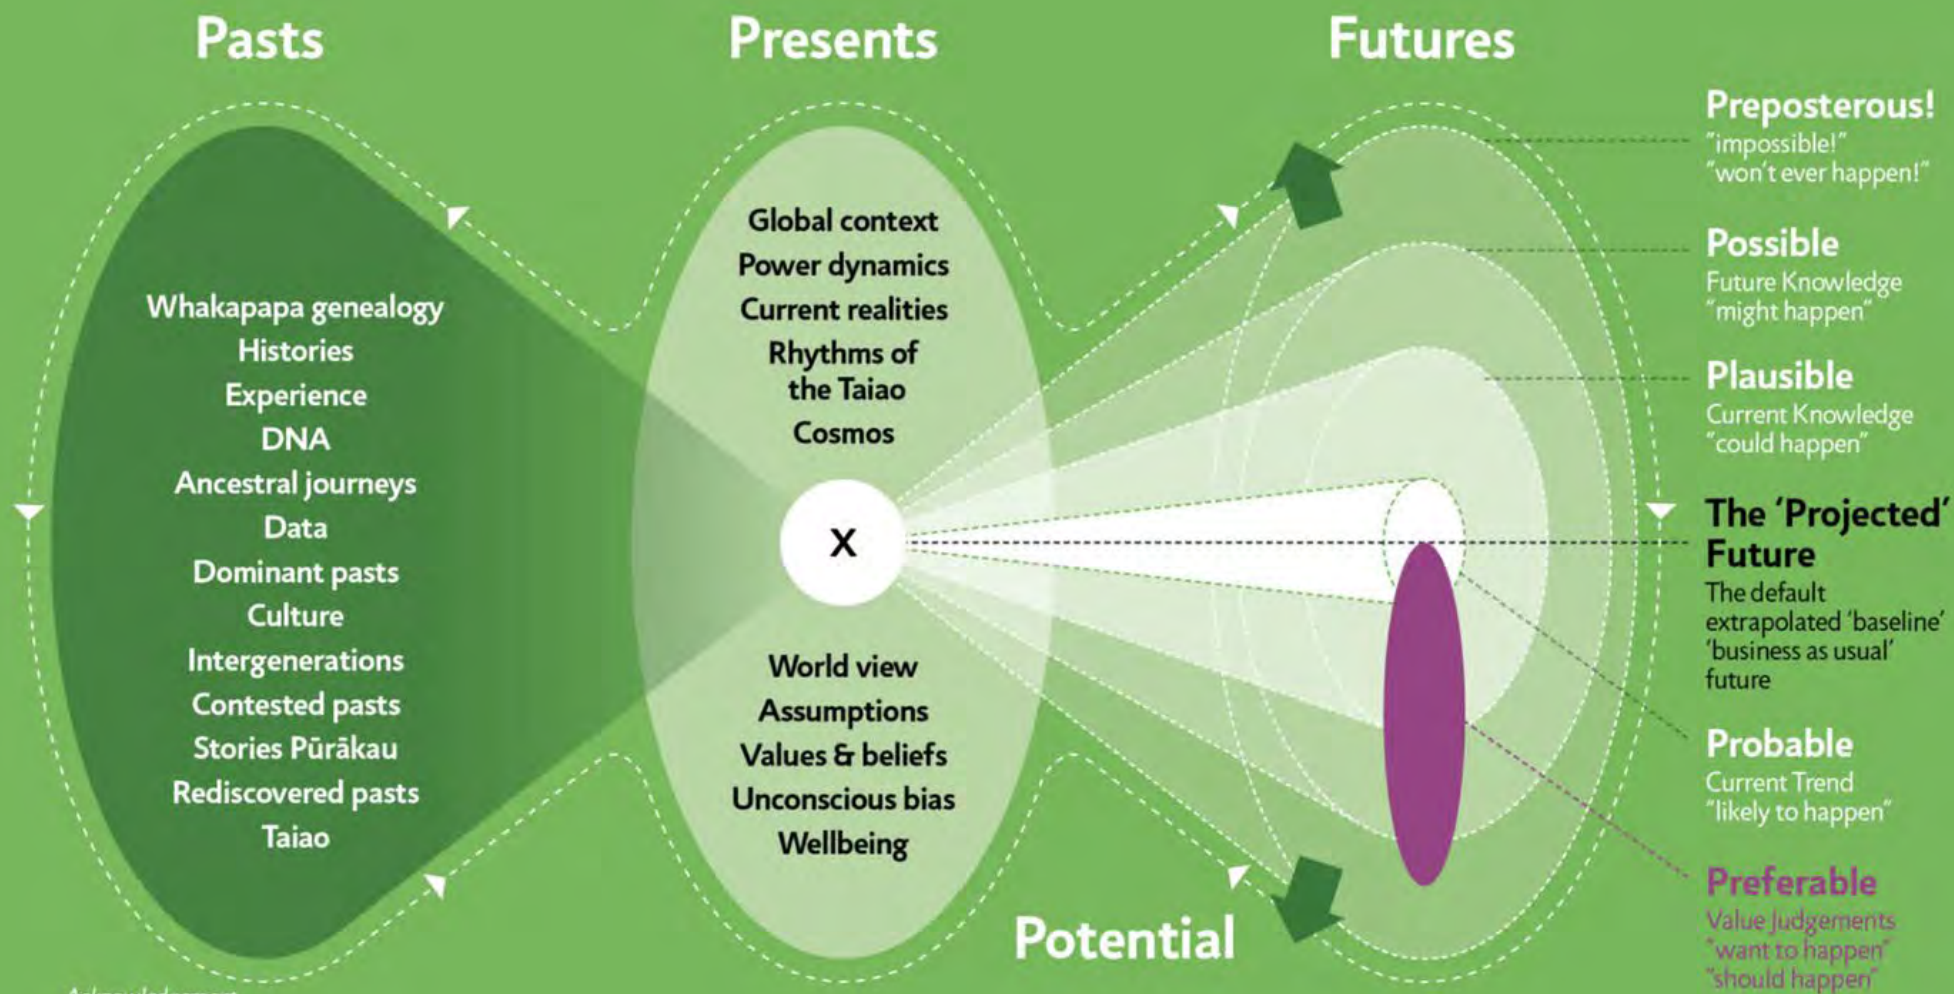 Pasts
Presents
Futures
Whakapapa genealogy
Histories
Experience
DNA
Ancestral journeys
Data
Dominant pasts
Culture
Intergenerations
Contested pasts
Stories Pūrākau
Rediscovered pasts
Taiao
Global context
Power dynamics
Current realities
Rhythms of
the Taiao
Cosmos
X
World view
Assumptions
Values & beliefs
Unconscious bias
Wellbeing
Potential
Preposterous!
"impossible!"
"won't ever happen!"
Possible
Future Knowledge
"might happen"
Plausible
Current Knowledge
"could happen"
The 'Projected'
Future
The default
extrapolated 'baseline'
'business as usual'
future
Probable
Current Trend
"likely to happen"
Preferable
Value Judgements
"want to happen"
"should happen"